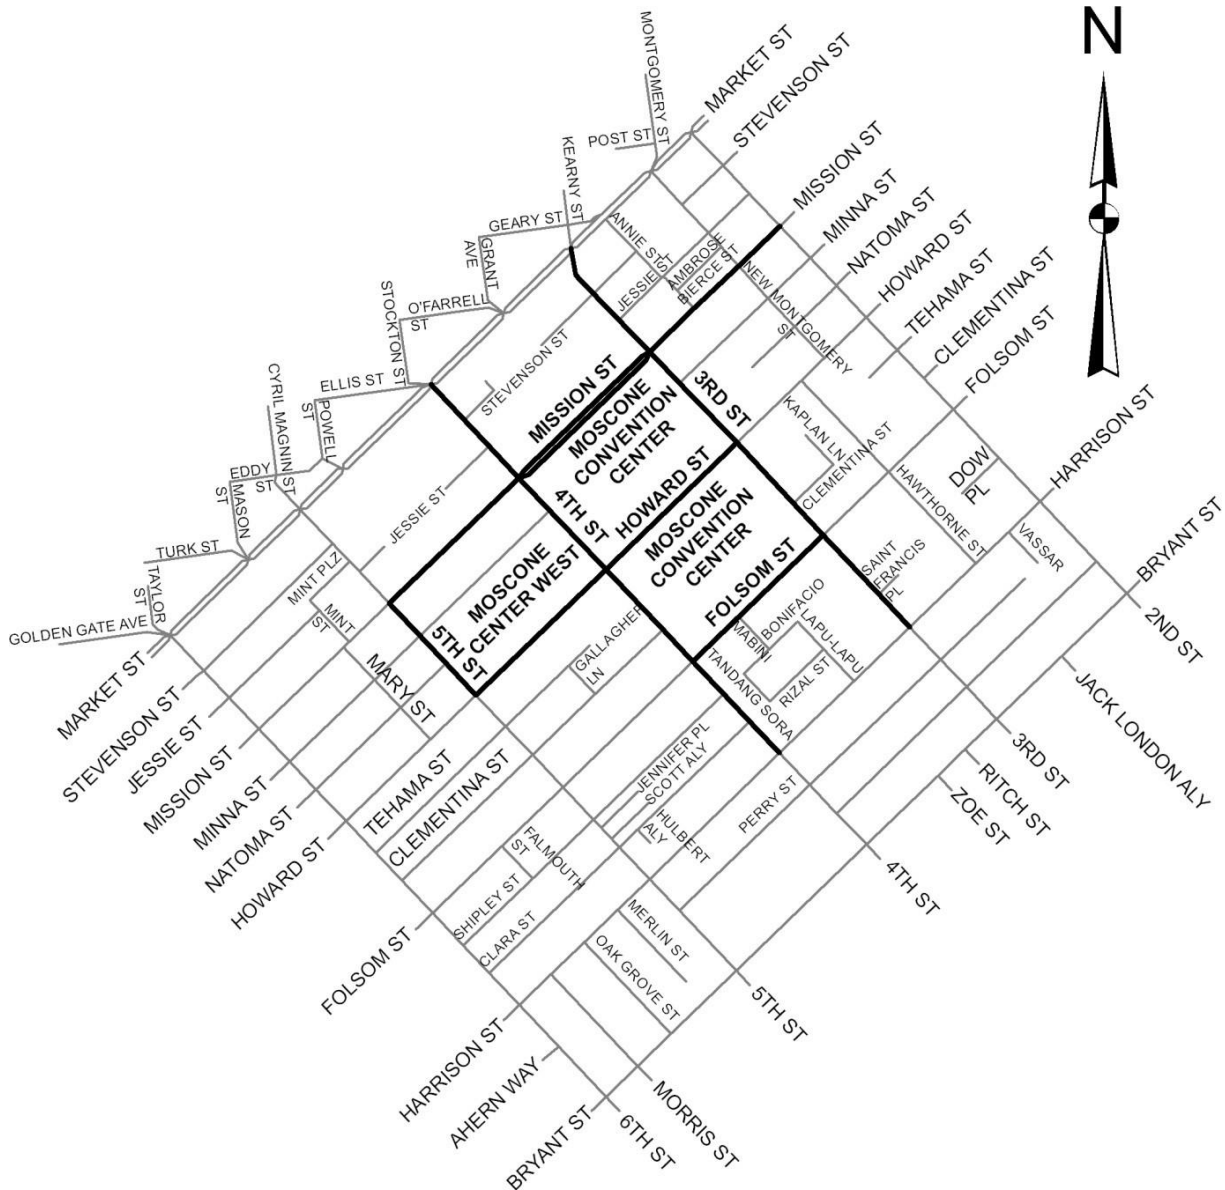 N
MONTGOMERY ST
MARKET ST
STEVENSON ST
POST ST
KEARNY ST
MISSION ST
MINNA ST
NATOMA ST
HOWARD ST
TEHAMA ST
CLEMENTINA ST
FOLSOM ST
HARRISON ST
BRYANT ST
GEARY ST
GRANT
AVE
ANNIE ST
JESSIE ST
AMBROSE
BIERCE ST
NEW MONTGOMERY
ST
STOCKTON ST
O'FARRELL
ST
STEVENSON ST
MISSION ST
MOSCONE
CONVENTION
CENTER
3RD ST
KAPLAN LN
CLEMENTINA ST
HAWTHORNE ST
DOW
PL
VASSAR
CYRIL MAGNIN ST
ELLIS ST
POWELL
ST
EDDY
ST
MASON
ST
JESSIE ST
4TH ST
HOWARD ST
MOSCONE
CONVENTION
CENTER
FOLSOM ST
SAINT
FRANCIS
PL
TURK ST
TAYLOR
ST
GOLDEN GATE AVE
MINT PLZ
MINT
ST
MOSCONE
CENTER WEST
5TH ST
GALLAGHER
LN
MABINI
BONIFACIO
LAPU-LAPU
RIZAL ST
TANDANG SORA
2ND ST
JACK LONDON ALY
MARKET ST
STEVENSON ST
JESSIE ST
MISSION ST
MINNA ST
NATOMA ST
HOWARD ST
MARY ST
TEHAMA ST
CLEMENTINA ST
JENNIFER PL
SCOTT ALY
HULBERT
ALY
PERRY ST
3RD ST
RITCH ST
ZOE ST
4TH ST
FALMOUTH
ST
SHIPLEY ST
CLARA ST
MERLIN ST
OAK GROVE ST
5TH ST
FOLSOM ST
HARRISON ST
AHERN WAY
BRYANT ST
6TH ST
MORRIS ST